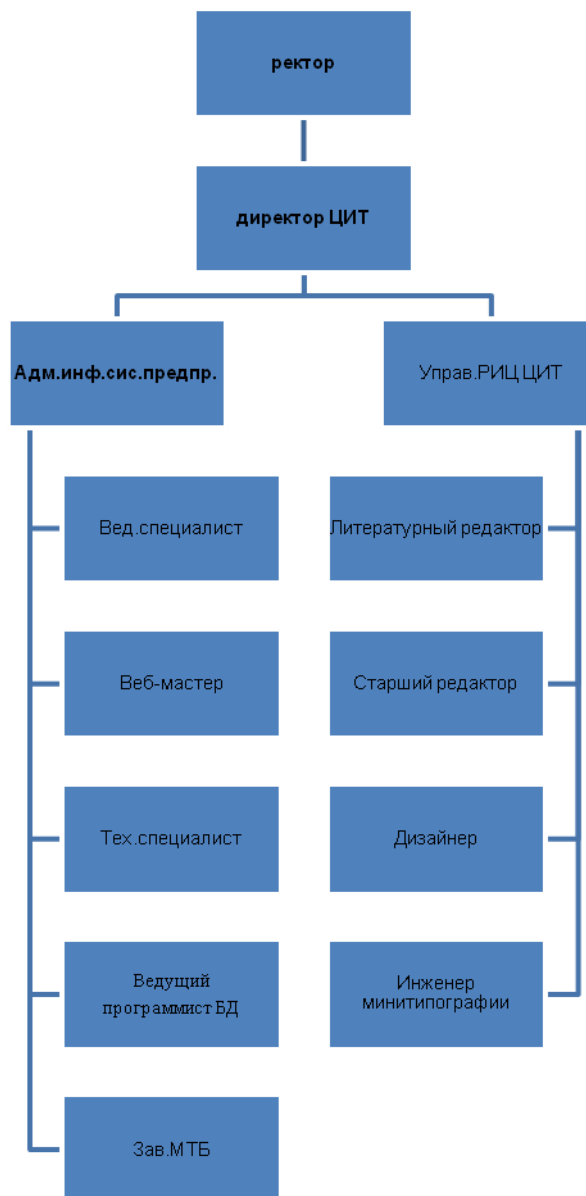 ректор
директор ЦИТ
Адм.инф.сис.предпр.
Управ.РИЦ ЦИТ
Вед.специалист
Литературный редактор
Веб-мастер
Старший редактор
Тех.специалист
Дизайнер
Ведущий
программист БД
Инженер
минитипографии
Зав.МТБ